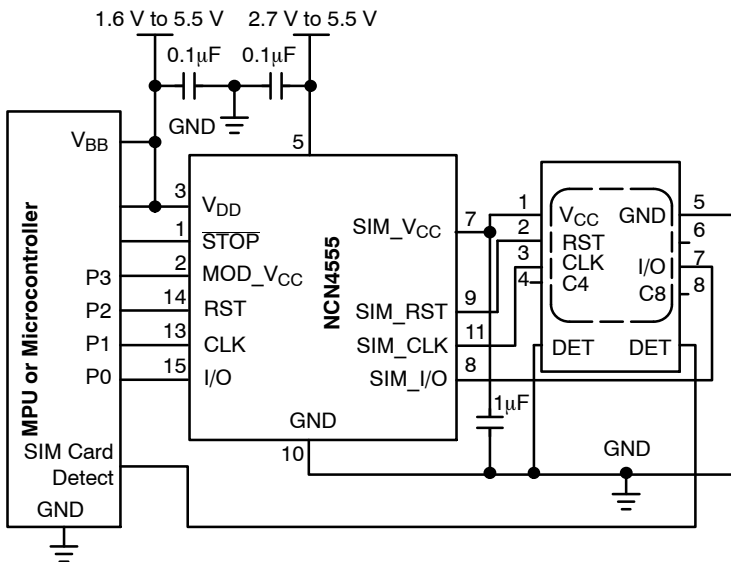 1.6 V to 5.5 V
2.7 V to 5.5 V
0.1μF
0.1μF
GND
5
MPU or Microcontroller
VBB
P3
P2
P1
P0
SIM Card
Detect
GND
3
1
2
14
13
15
VDD
STOP
MOD_VCC
RST
CLK
I/O
GND
10
NCN4555
SIM_VCC
SIM_RST
SIM_CLK
SIM_I/O
7
9
11
8
1μF
1
2
3
4
VCC
RST
CLK
C4
GND
I/O
C8
5
6
7
8
DET
DET
GND